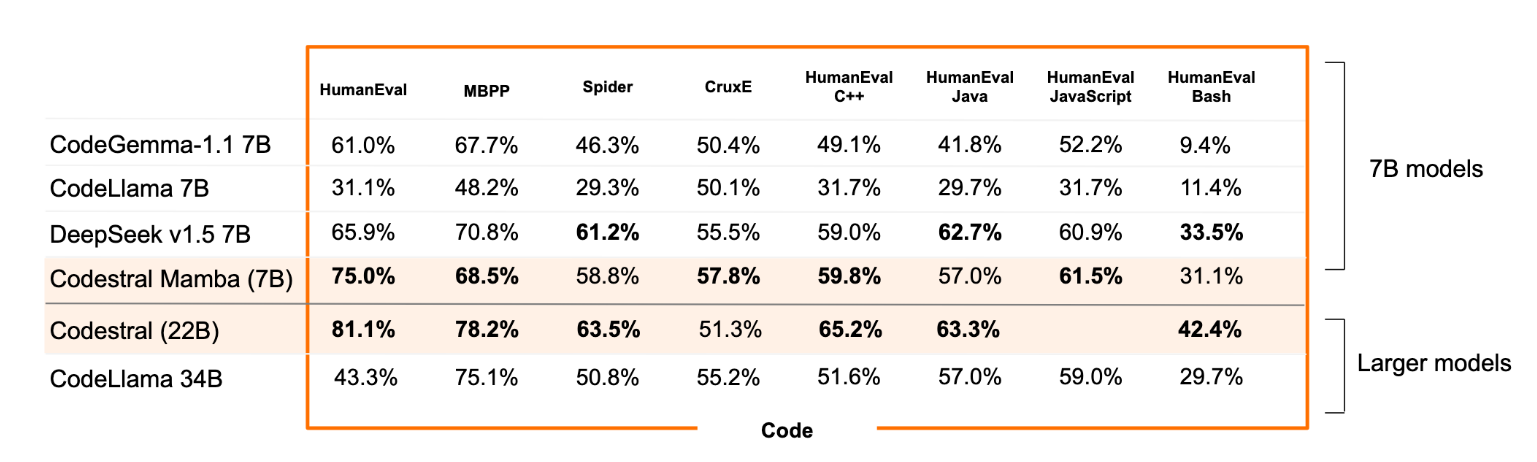 HumanEval MBPP Spider CruxE HumanEval C++ HumanEval Java HumanEval JavaScript HumanEval Bash
CodeGemma-1.1 7B 61.0% 67.7% 46.3% 50.4% 49.1% 41.8% 52.2% 9.4%
CodeLlama 7B 31.1% 48.2% 29.3% 50.1% 31.7% 29.7% 31.7% 11.4%
DeepSeek v1.5 7B 65.9% 70.8% 61.2% 55.5% 59.0% 62.7% 60.9% 33.5%
Codestral Mamba (7B) 75.0% 68.5% 58.8% 57.8% 59.8% 57.0% 61.5% 31.1%
7B models
Codestral (22B) 81.1% 78.2% 63.5% 51.3% 65.2% 63.3% 42.4%
CodeLlama 34B 43.3% 75.1% 50.8% 55.2% 51.6% 57.0% 59.0% 29.7%
Larger models
Code